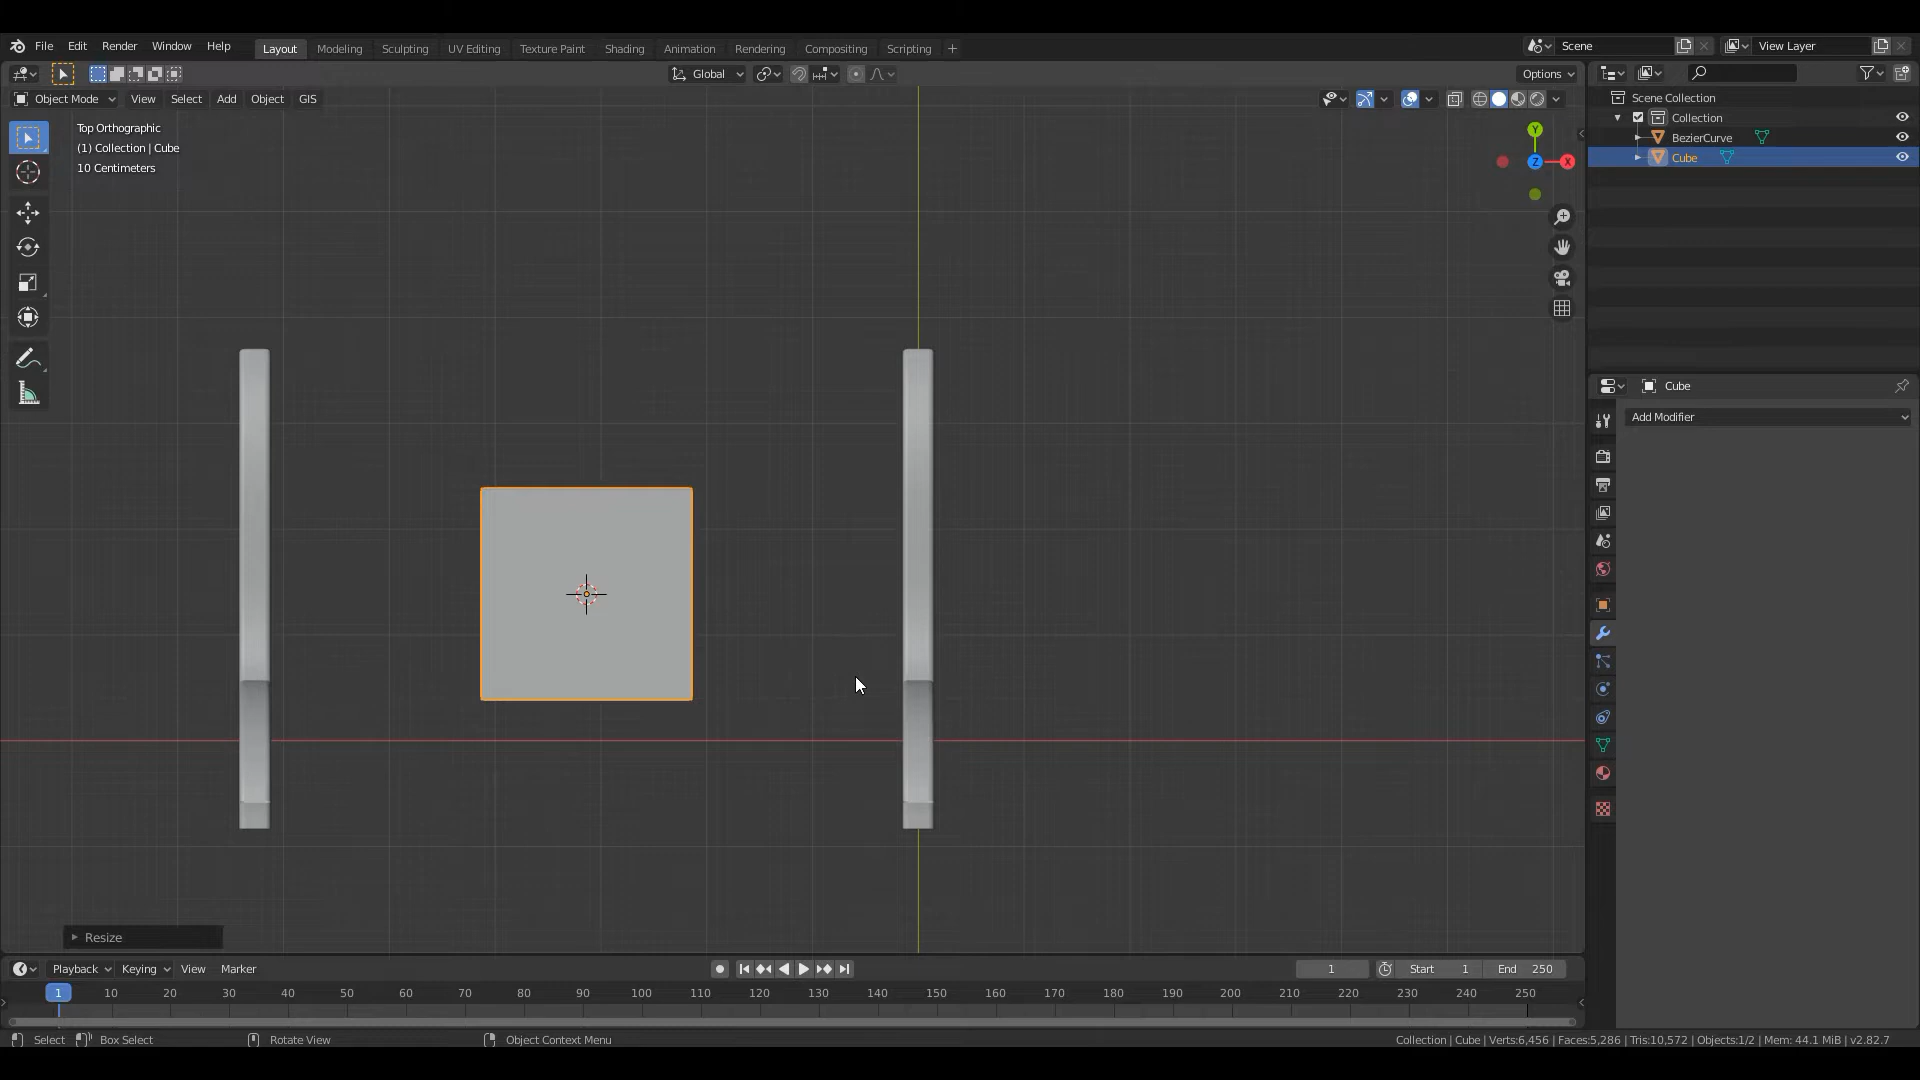 File Edit Render Window Help Layout Modeling Sculpting UV Editing Texture Paint Shading Animation Rendering Compositing Scripting + Scene View Layer
Global Options
Object Mode View Select Add Object GIS
Scene Collection
Collection
BezierCurve
Cube
Top Orthographic
(1) Collection | Cube
10 Centimeters
Y
Z
X
Cube
Add Modifier
Resize
Playback Keying View Marker 1 Start 1 End 250
1 10 20 30 40 50 60 70 80 90 100 110 120 130 140 150 160 170 180 190 200 210 220 230 240 250
Select Box Select Rotate View Object Context Menu Collection | Cube | Verts:6,456 | Faces:5,286 | Tris:10,572 | Objects:1/2 | Mem: 44.1 MiB | v2.82.7